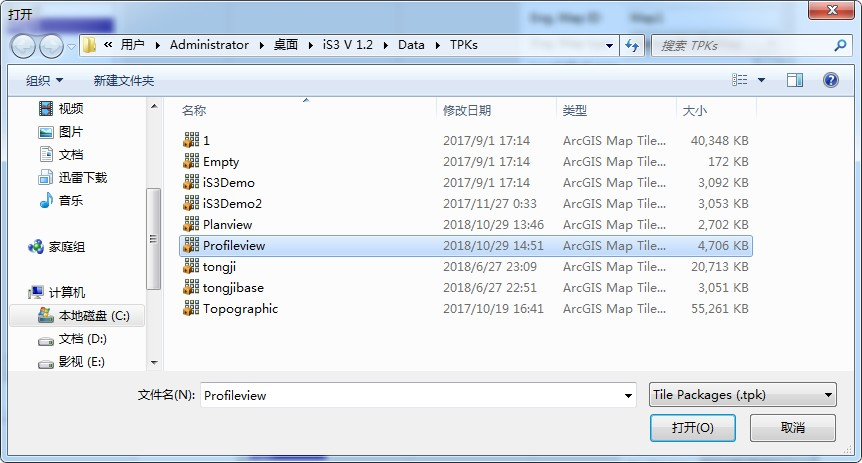 打开
Eng. Map ID
Map2
« 用户 Administrator 桌面 iS3 V 1.2 Data TPKs
搜索 TPKs
组织 新建文件夹
视频
图片
文档
迅雷下载
音乐
家庭组
计算机
本地磁盘 (C:)
文档 (D:)
影视 (E:)
名称 修改日期 类型 大小
1 2017/9/1 17:14 ArcGIS Map Tile... 40,348 KB
Empty 2017/9/1 17:14 ArcGIS Map Tile... 172 KB
iS3Demo 2017/9/1 17:14 ArcGIS Map Tile... 3,092 KB
iS3Demo2 2017/11/27 0:33 ArcGIS Map Tile... 3,053 KB
Planview 2018/10/29 13:46 ArcGIS Map Tile... 2,702 KB
Profileview 2018/10/29 14:51 ArcGIS Map Tile... 4,706 KB
tongji 2018/6/27 23:09 ArcGIS Map Tile... 20,713 KB
tongjibase 2018/6/27 22:51 ArcGIS Map Tile... 3,051 KB
Topographic 2017/10/19 16:41 ArcGIS Map Tile... 55,261 KB
文件名(N): Profileview Tile Packages (.tpk)
打开(O) 取消